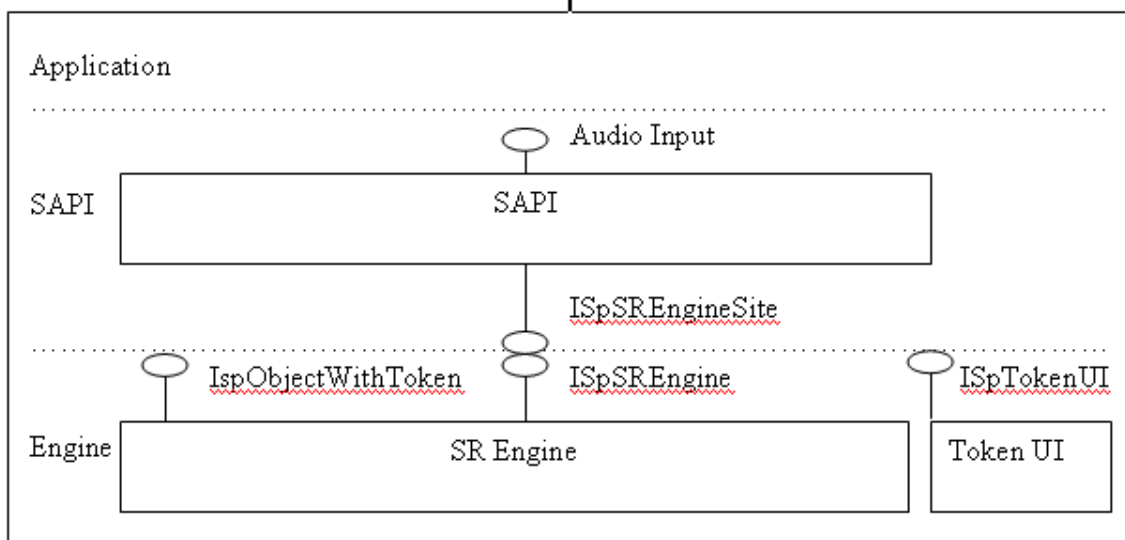 Application
Audio Input
SAPI
SAPI
ISpSREngineSite
IspObjectWithToken
ISpSREngine
ISpTokenUI
Engine
SR Engine
Token UI